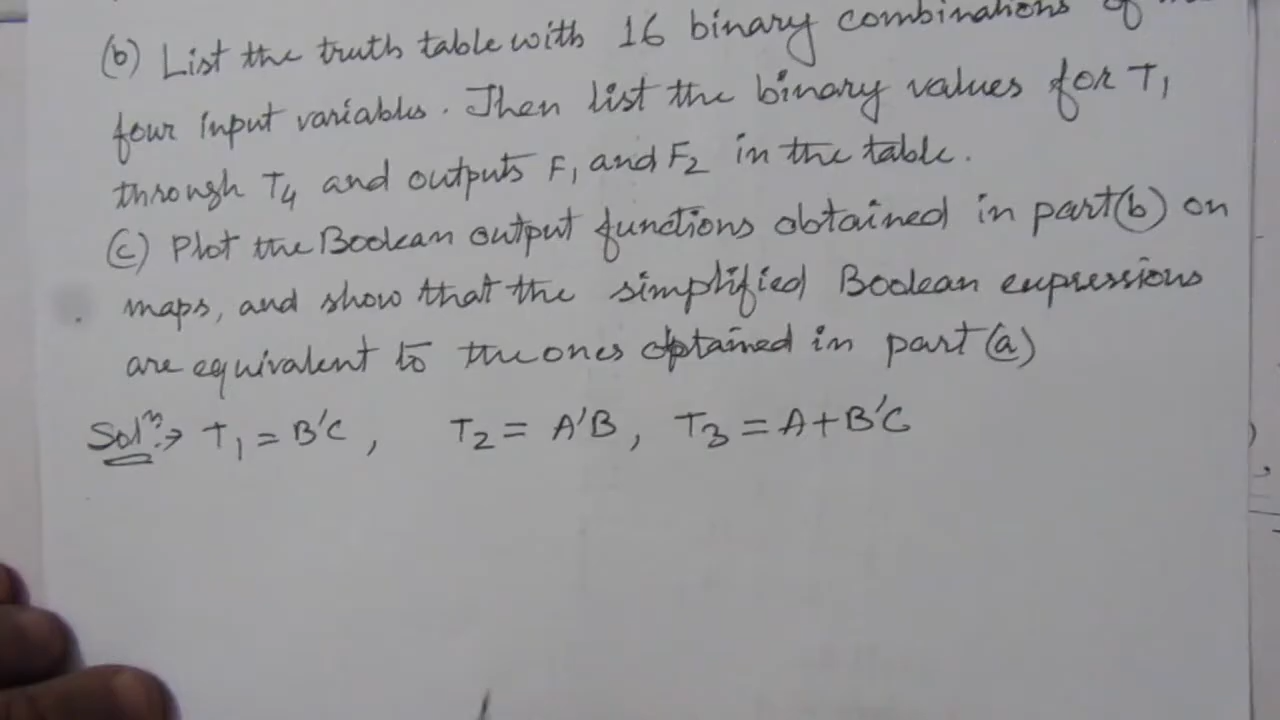 (b) List the truth table with 16 binary combinations of
four input variables. Then list the binary values for T1
through T4 and outputs F1 and F2 in the table.
(c) Plot the Boolean output functions obtained in part(b) on
maps, and show that the simplified Boolean expressions
are equivalent to the ones obtained in part(a)
Solⁿ:→ T1 = B'C, T2 = A'B, T3 = A+B'C